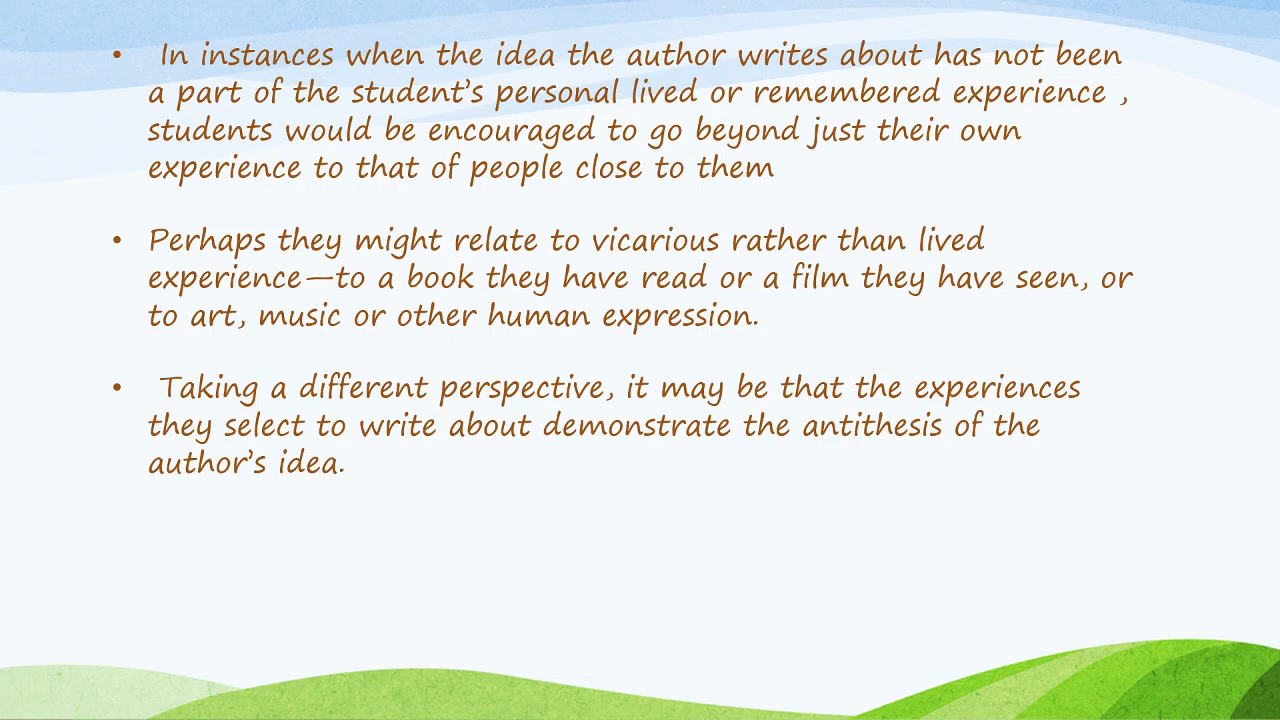 • In instances when the idea the author writes about has not been
a part of the student’s personal lived or remembered experience ,
students would be encouraged to go beyond just their own
experience to that of people close to them
• Perhaps they might relate to vicarious rather than lived
experience—to a book they have read or a film they have seen, or
to art, music or other human expression.
• Taking a different perspective, it may be that the experiences
they select to write about demonstrate the antithesis of the
author’s idea.